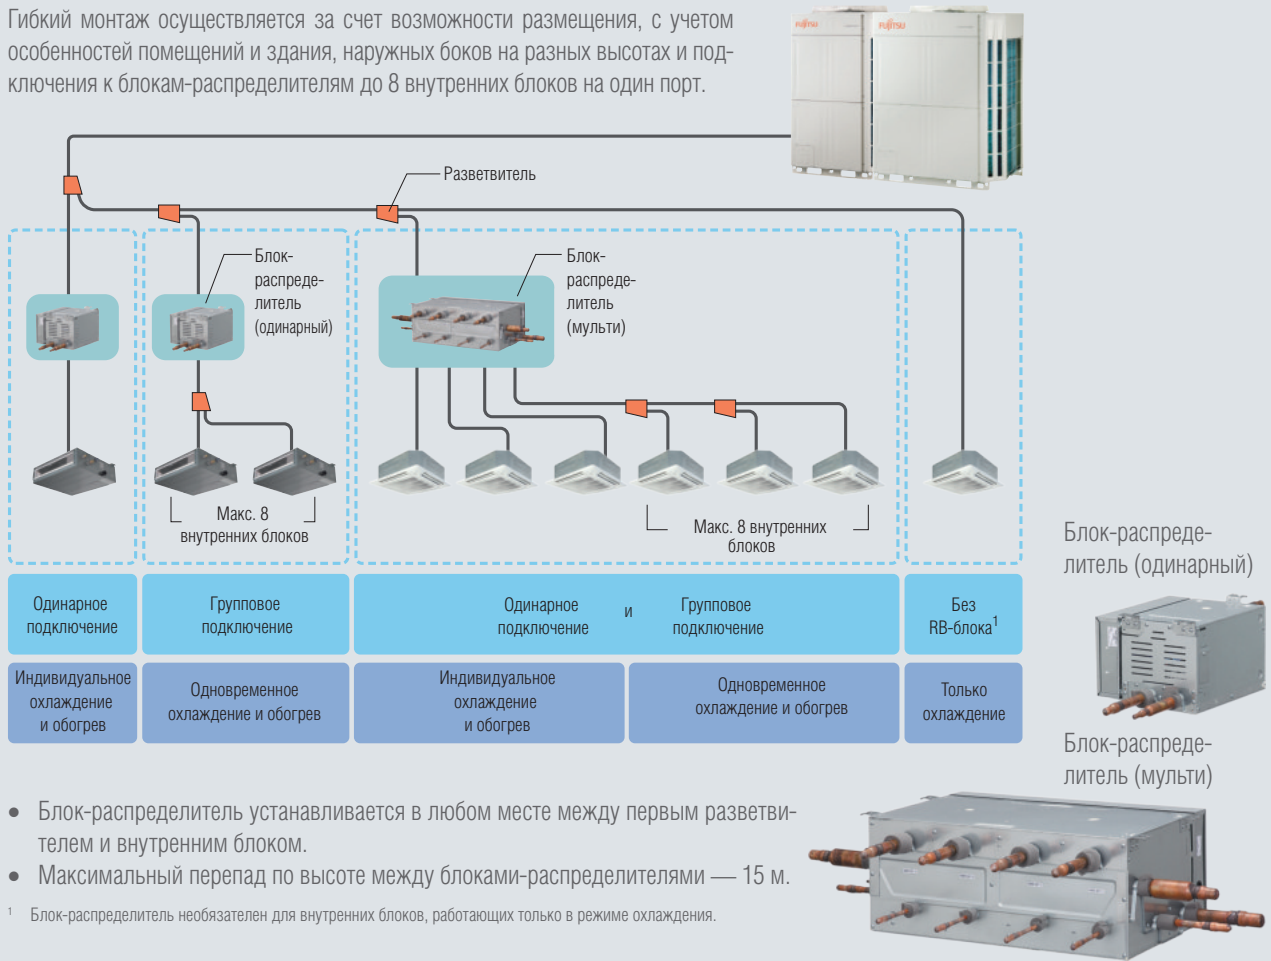 Гибкий монтаж осуществляется за счет возможности размещения, с учетом
особенностей помещений и здания, наружных боков на разных высотах и под-
ключения к блокам-распределителям до 8 внутренних блоков на один порт.
FUJITSU
FUJITSU
Разветвитель
Блок-
распреде-
литель
(одинарный)
Блок-
распреде-
литель
(мульти)
Макс. 8
внутренних блоков
Макс. 8 внутренних
блоков
Одинарное
подключение
Групповое
подключение
Одинарное
подключение
и
Групповое
подключение
Без
RB-блока1
Индивидуальное
охлаждение
и обогрев
Одновременное
охлаждение и обогрев
Индивидуальное
охлаждение
и обогрев
Одновременное
охлаждение и обогрев
Только
охлаждение
Блок-распреде-
литель (одинарный)
Блок-распреде-
литель (мульти)
• Блок-распределитель устанавливается в любом месте между первым разветви-
телем и внутренним блоком.
• Максимальный перепад по высоте между блоками-распределителями — 15 м.
1 Блок-распределитель необязателен для внутренних блоков, работающих только в режиме охлаждения.